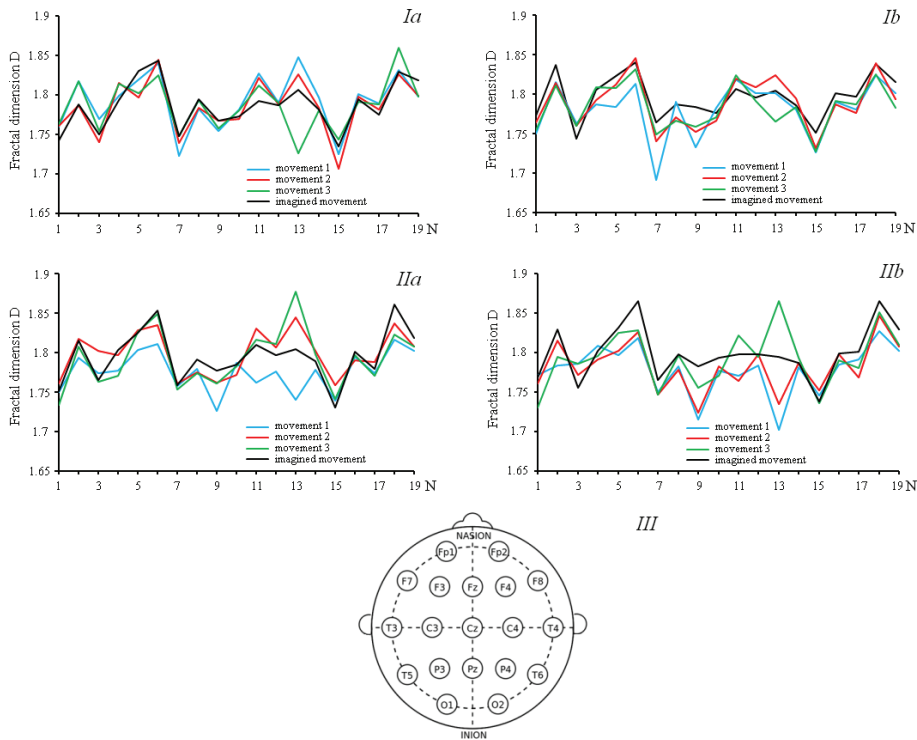 Ia
Fractal dimension D
1.9
1.85
1.8
1.75
1.7
1.65
movement 1
movement 2
movement 3
imagined movement
1 3 5 7 9 11 13 15 17 19 N
Ib
Fractal dimension D
1.9
1.85
1.8
1.75
1.7
1.65
movement 1
movement 2
movement 3
imagined movement
1 3 5 7 9 11 13 15 17 19 N
IIa
Fractal dimension D
1.9
1.85
1.8
1.75
1.7
1.65
movement 1
movement 2
movement 3
imagined movement
1 3 5 7 9 11 13 15 17 19 N
IIb
Fractal dimension D
1.9
1.85
1.8
1.75
1.7
1.65
movement 1
movement 2
movement 3
imagined movement
1 3 5 7 9 11 13 15 17 19 N
III
NASION
Fp1 Fp2
F7 F3 Fz F4 F8
T3 C3 Cz C4 T4
T5 P3 Pz P4 T6
O1 O2
INION